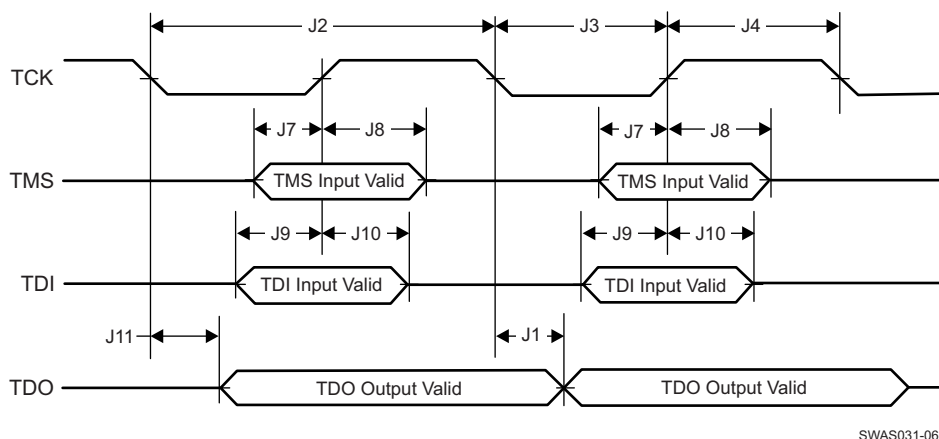 J2 J3 J4
TCK
J7 J8 J7 J8
TMS TMS Input Valid TMS Input Valid
J9 J10 J9 J10
TDI TDI Input Valid TDI Input Valid
J11 J1
TDO TDO Output Valid TDO Output Valid
SWAS031-06